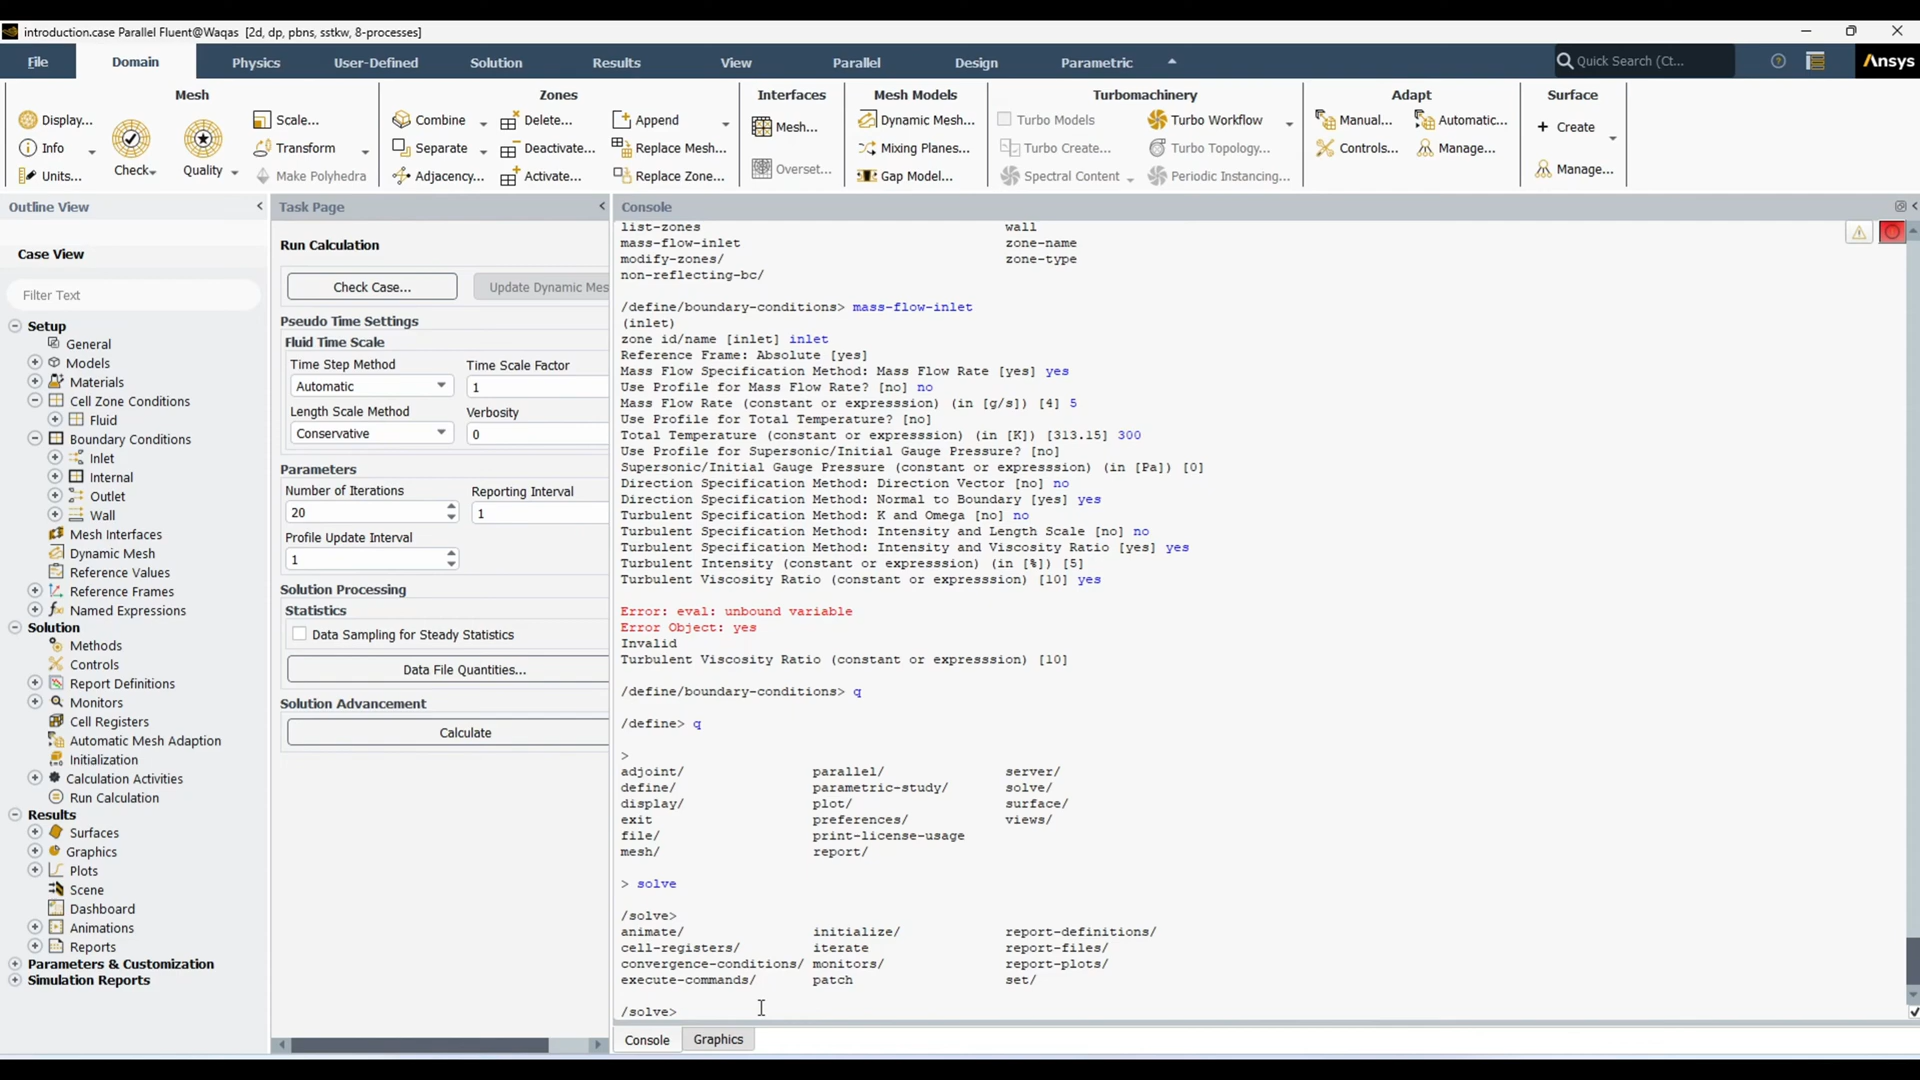 introduction.case Parallel Fluent@Waqas [2d, dp, pbns, sstkw, 8-processes]
File Domain Physics User-Defined Solution Results View Parallel Design Parametric Quick Search (Ct... Ansys
Mesh Zones Interfaces Mesh Models Turbomachinery Adapt Surface
Display... Scale... Combine Delete... Append Mesh... Dynamic Mesh... Turbo Models Turbo Workflow Manual... Automatic... + Create
Info Check Quality Transform Separate Deactivate... Replace Mesh... Mixing Planes... Turbo Create... Turbo Topology... Controls... Manage...
Units... Make Polyhedra Adjacency... Activate... Replace Zone... Overset... Gap Model... Spectral Content Periodic Instancing... Manage...
Outline View
Case View
Filter Text
Setup
General
Models
Materials
Cell Zone Conditions
Fluid
Boundary Conditions
Inlet
Internal
Outlet
Wall
Mesh Interfaces
Dynamic Mesh
Reference Values
Reference Frames
Named Expressions
Solution
Methods
Controls
Report Definitions
Monitors
Cell Registers
Automatic Mesh Adaption
Initialization
Calculation Activities
Run Calculation
Results
Surfaces
Graphics
Plots
Scene
Dashboard
Animations
Reports
Parameters & Customization
Simulation Reports
Task Page
Run Calculation
Check Case... Update Dynamic Mes
Pseudo Time Settings
Fluid Time Scale
Time Step Method Time Scale Factor
Automatic 1
Length Scale Method Verbosity
Conservative 0
Parameters
Number of Iterations Reporting Interval
20 1
Profile Update Interval
1
Solution Processing
Statistics
Data Sampling for Steady Statistics
Data File Quantities...
Solution Advancement
Calculate
Console
list-zones wall
mass-flow-inlet zone-name
modify-zones/ zone-type
non-reflecting-bc/
/define/boundary-conditions> mass-flow-inlet
(inlet)
zone id/name [inlet] inlet
Reference Frame: Absolute [yes]
Mass Flow Specification Method: Mass Flow Rate [yes] yes
Use Profile for Mass Flow Rate? [no] no
Mass Flow Rate (constant or expresssion) (in [g/s]) [4] 5
Use Profile for Total Temperature? [no]
Total Temperature (constant or expresssion) (in [K]) [313.15] 300
Use Profile for Supersonic/Initial Gauge Pressure? [no]
Supersonic/Initial Gauge Pressure (constant or expresssion) (in [Pa]) [0]
Direction Specification Method: Direction Vector [no] no
Direction Specification Method: Normal to Boundary [yes] yes
Turbulent Specification Method: K and Omega [no] no
Turbulent Specification Method: Intensity and Length Scale [no] no
Turbulent Specification Method: Intensity and Viscosity Ratio [yes] yes
Turbulent Intensity (constant or expresssion) (in [%]) [5]
Turbulent Viscosity Ratio (constant or expresssion) [10] yes
Error: eval: unbound variable
Error Object: yes
Invalid
Turbulent Viscosity Ratio (constant or expresssion) [10]
/define/boundary-conditions> q
/define> q
>
adjoint/ parallel/ server/
define/ parametric-study/ solve/
display/ plot/ surface/
exit preferences/ views/
file/ print-license-usage
mesh/ report/
> solve
/solve>
animate/ initialize/ report-definitions/
cell-registers/ iterate report-files/
convergence-conditions/ monitors/ report-plots/
execute-commands/ patch set/
/solve>
Console Graphics